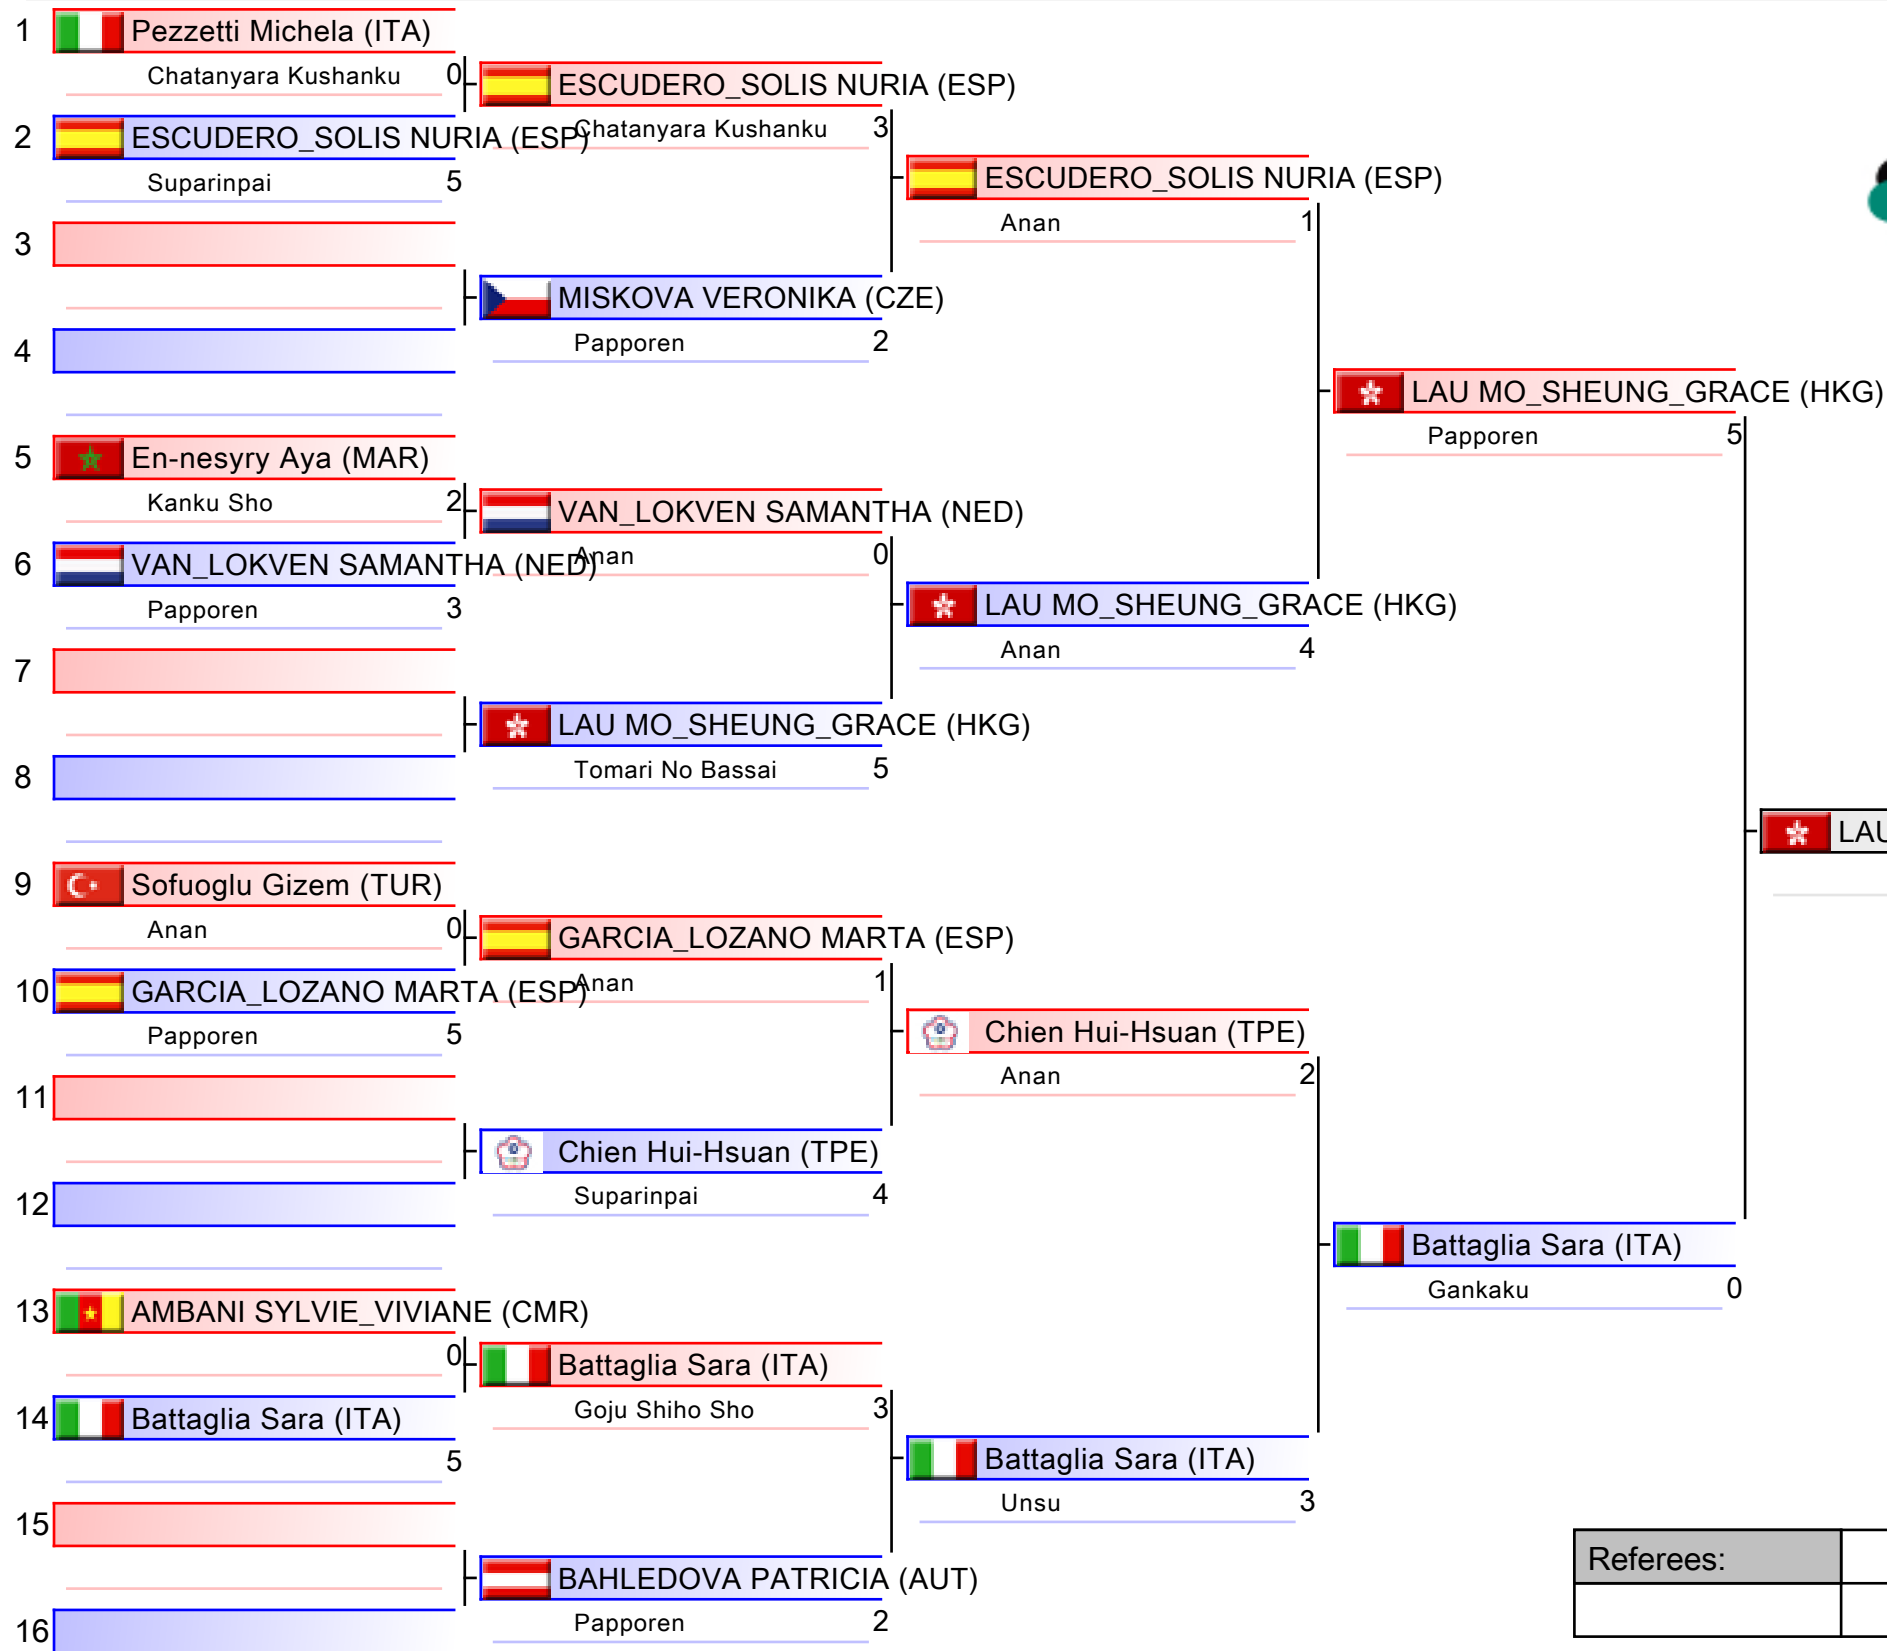 1 Pezzetti Michela (ITA)
Chatanyara Kushanku 0
2 ESCUDERO_SOLIS NURIA (ESP)
Suparinpai 5
3
4
5 En-nesyry Aya (MAR)
Kanku Sho 2
6 VAN_LOKVEN SAMANTHA (NED)
Papporen 3
7
8
9 Sofuoglu Gizem (TUR)
Anan 0
10 GARCIA_LOZANO MARTA (ESP)
Papporen 5
11
12
13 AMBANI SYLVIE_VIVIANE (CMR)
0
14 Battaglia Sara (ITA)
5
15
16
ESCUDERO_SOLIS NURIA (ESP)
Chatanyara Kushanku 3
MISKOVA VERONIKA (CZE)
Papporen 2
VAN_LOKVEN SAMANTHA (NED)
Anan 0
LAU MO_SHEUNG_GRACE (HKG)
Tomari No Bassai 5
GARCIA_LOZANO MARTA (ESP)
Anan 1
Chien Hui-Hsuan (TPE)
Suparinpai 4
Battaglia Sara (ITA)
Goju Shiho Sho 3
BAHLEDOVA PATRICIA (AUT)
Papporen 2
ESCUDERO_SOLIS NURIA (ESP)
Anan 1
LAU MO_SHEUNG_GRACE (HKG)
Anan 4
Chien Hui-Hsuan (TPE)
Anan 2
Battaglia Sara (ITA)
Unsu 3
LAU MO_SHEUNG_GRACE (HKG)
Papporen 5
Battaglia Sara (ITA)
Gankaku 0
LAU
Referees: